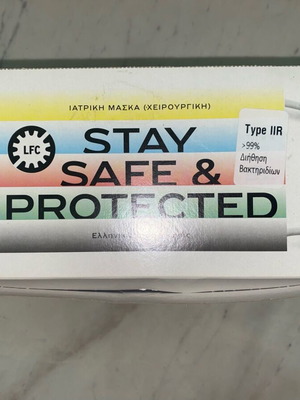 ΙΑΤΡΙΚΗ ΜΑΣΚΑ (ΧΕΙΡΟΥΡΓΙΚΗ)
LFC
STAY
SAFE &
PROTECTED
Type IIR
>99%
Διήθηση
Βακτηριδίων